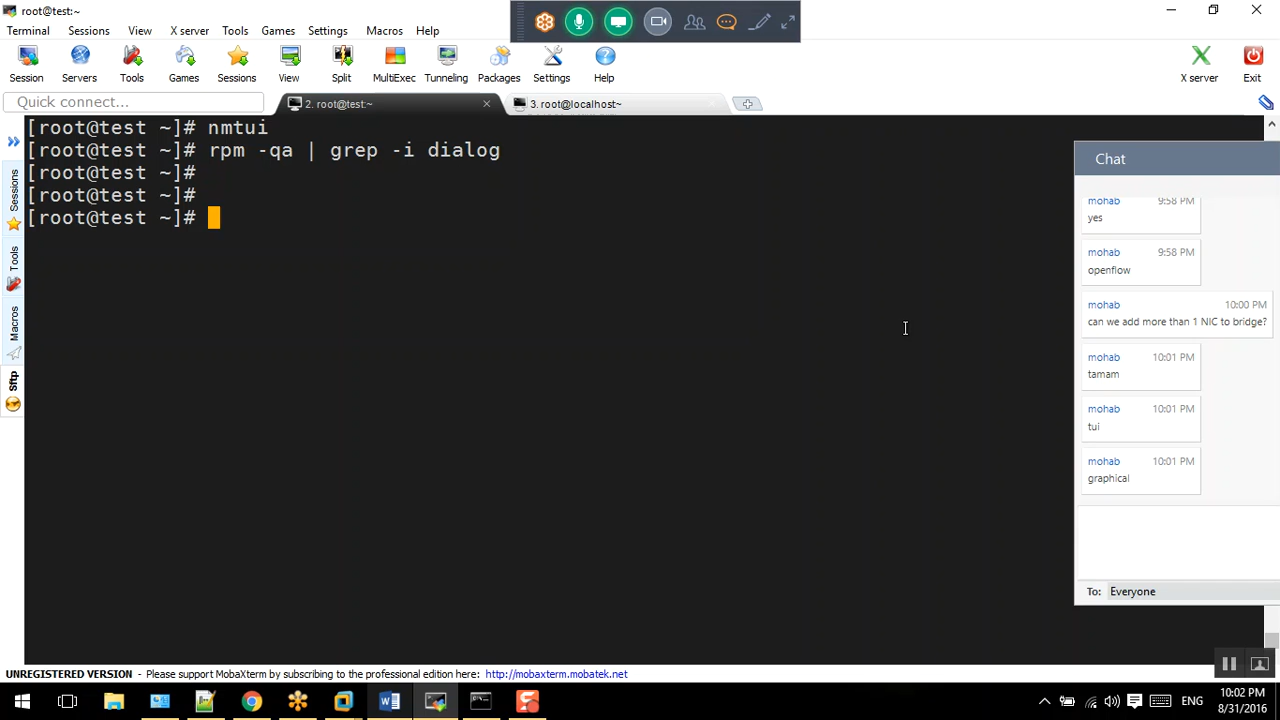 root@test:~
Terminal Sessions View X server Tools Games Settings Macros Help
Session Servers Tools Games Sessions View Split MultiExec Tunneling Packages Settings Help X server Exit
Quick connect...
2. root@test:~
3. root@localhost~
[root@test ~]# nmtui
[root@test ~]# rpm -qa | grep -i dialog
[root@test ~]#
[root@test ~]#
[root@test ~]#
Sessions
Tools
Macros
Sftp
Chat
mohab 9:58 PM
yes
mohab 9:58 PM
openflow
mohab 10:00 PM
can we add more than 1 NIC to bridge?
mohab 10:01 PM
tamam
mohab 10:01 PM
tui
mohab 10:01 PM
graphical
To: Everyone
UNREGISTERED VERSION - Please support MobaXterm by subscribing to the professional edition here: http://mobaxterm.mobatek.net
ENG
10:02 PM
8/31/2016